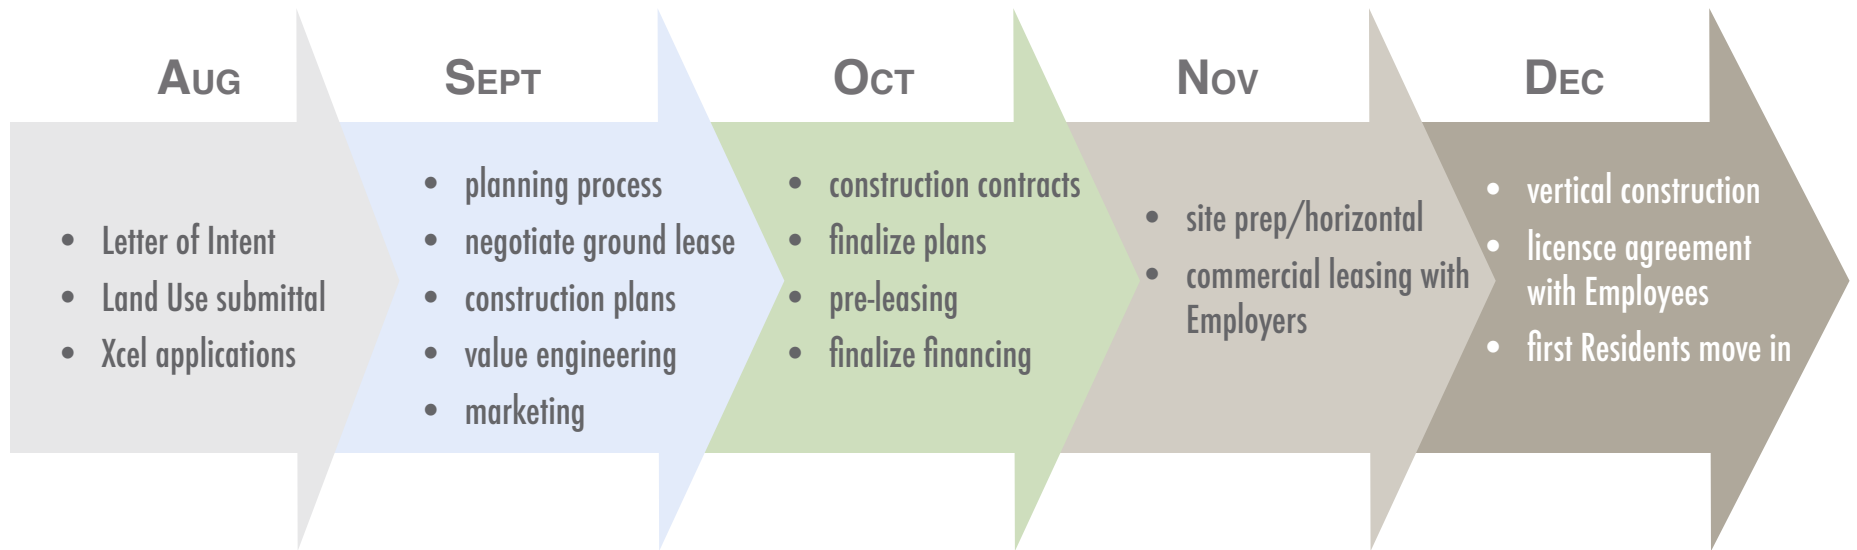 Aug
• Letter of Intent
• Land Use submittal
• Xcel applications
Sept
• planning process
• negotiate ground lease
• construction plans
• value engineering
• marketing
Oct
• construction contracts
• finalize plans
• pre-leasing
• finalize financing
Nov
• site prep/horizontal
• commercial leasing with
Employers
Dec
• vertical construction
• licensce agreement
with Employees
• first Residents move in